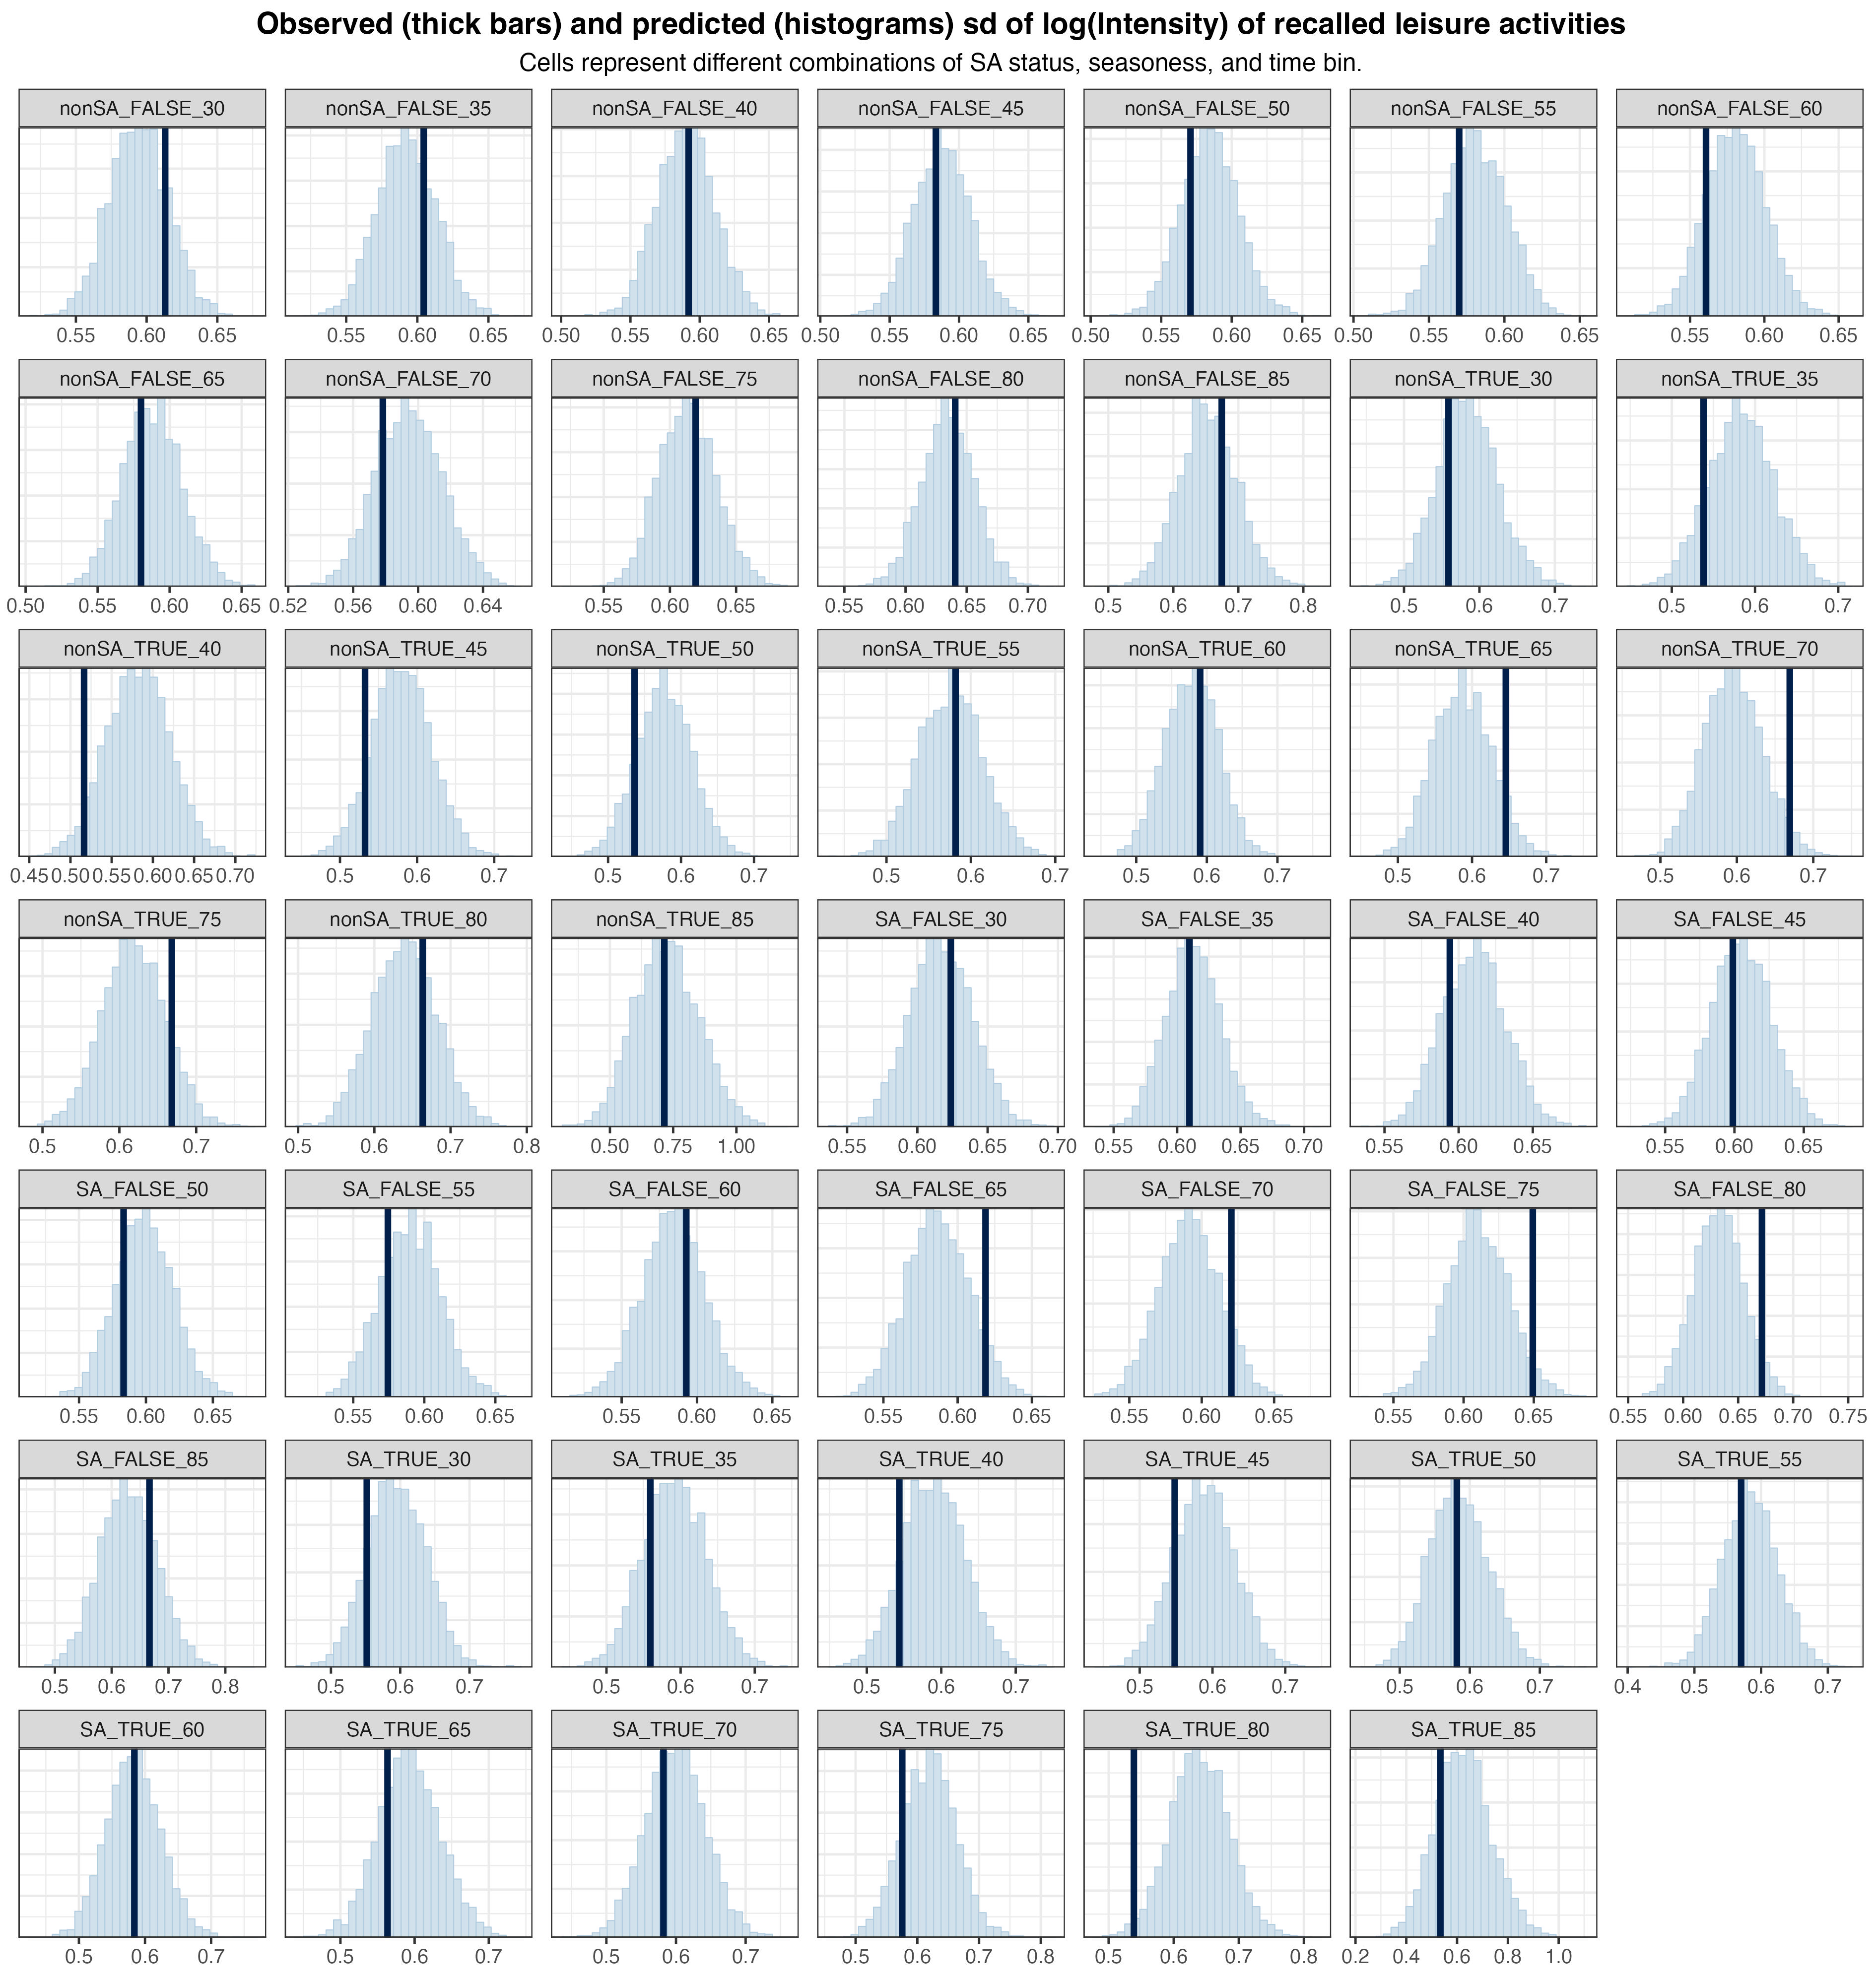 Observed (thick bars) and predicted (histograms) sd of log(Intensity) of recalled leisure activities
Cells represent different combinations of SA status, seasoness, and time bin.
nonSA_FALSE_30 nonSA_FALSE_35 nonSA_FALSE_40 nonSA_FALSE_45 nonSA_FALSE_50 nonSA_FALSE_55 nonSA_FALSE_60
0.55 0.60 0.65 0.55 0.60 0.65 0.50 0.55 0.60 0.65 0.50 0.55 0.60 0.65 0.50 0.55 0.60 0.65 0.50 0.55 0.60 0.65 0.55 0.60 0.65
nonSA_FALSE_65 nonSA_FALSE_70 nonSA_FALSE_75 nonSA_FALSE_80 nonSA_FALSE_85 nonSA_TRUE_30 nonSA_TRUE_35
0.50 0.55 0.60 0.65 0.52 0.56 0.60 0.64 0.55 0.60 0.65 0.55 0.60 0.65 0.70 0.5 0.6 0.7 0.8 0.5 0.6 0.7 0.5 0.6 0.7
nonSA_TRUE_40 nonSA_TRUE_45 nonSA_TRUE_50 nonSA_TRUE_55 nonSA_TRUE_60 nonSA_TRUE_65 nonSA_TRUE_70
0.45 0.50 0.55 0.60 0.65 0.70 0.5 0.6 0.7 0.5 0.6 0.7 0.5 0.6 0.7 0.5 0.6 0.7 0.5 0.6 0.7 0.5 0.6 0.7
nonSA_TRUE_75 nonSA_TRUE_80 nonSA_TRUE_85 SA_FALSE_30 SA_FALSE_35 SA_FALSE_40 SA_FALSE_45
0.5 0.6 0.7 0.5 0.6 0.7 0.8 0.50 0.75 1.00 0.55 0.60 0.65 0.70 0.55 0.60 0.65 0.70 0.55 0.60 0.65 0.55 0.60 0.65
SA_FALSE_50 SA_FALSE_55 SA_FALSE_60 SA_FALSE_65 SA_FALSE_70 SA_FALSE_75 SA_FALSE_80
0.55 0.60 0.65 0.55 0.60 0.65 0.55 0.60 0.65 0.55 0.60 0.65 0.55 0.60 0.65 0.55 0.60 0.65 0.55 0.60 0.65 0.70 0.75
SA_FALSE_85 SA_TRUE_30 SA_TRUE_35 SA_TRUE_40 SA_TRUE_45 SA_TRUE_50 SA_TRUE_55
0.5 0.6 0.7 0.8 0.5 0.6 0.7 0.5 0.6 0.7 0.5 0.6 0.7 0.5 0.6 0.7 0.5 0.6 0.7 0.4 0.5 0.6 0.7
SA_TRUE_60 SA_TRUE_65 SA_TRUE_70 SA_TRUE_75 SA_TRUE_80 SA_TRUE_85
0.5 0.6 0.7 0.5 0.6 0.7 0.5 0.6 0.7 0.5 0.6 0.7 0.8 0.5 0.6 0.7 0.8 0.2 0.4 0.6 0.8 1.0